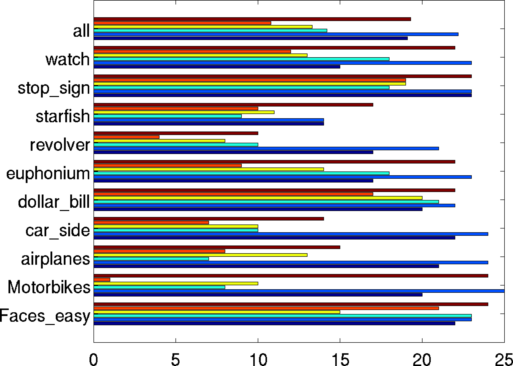 all
watch
stop_sign
starfish
revolver
euphonium
dollar_bill
car_side
airplanes
Motorbikes
Faces_easy
0 5 10 15 20 25